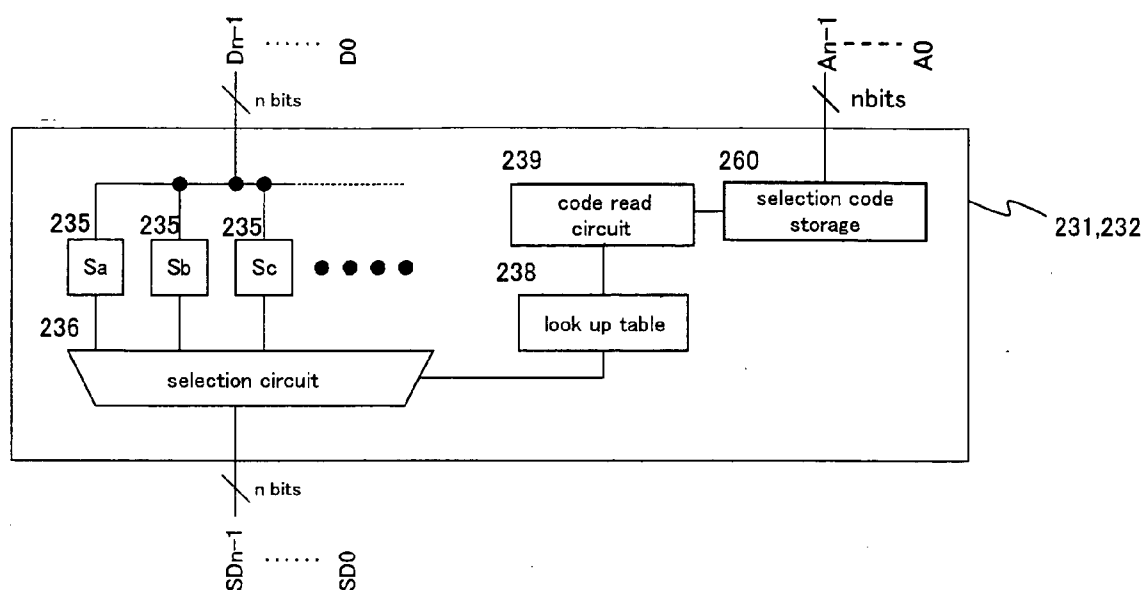 Dn-1 ...... D0
An-1 ---- A0
n bits
nbits
239
260
code read
circuit
selection code
storage
231,232
235
235
235
Sa
Sb
Sc
238
look up table
236
selection circuit
n bits
SDn-1 ...... SD0